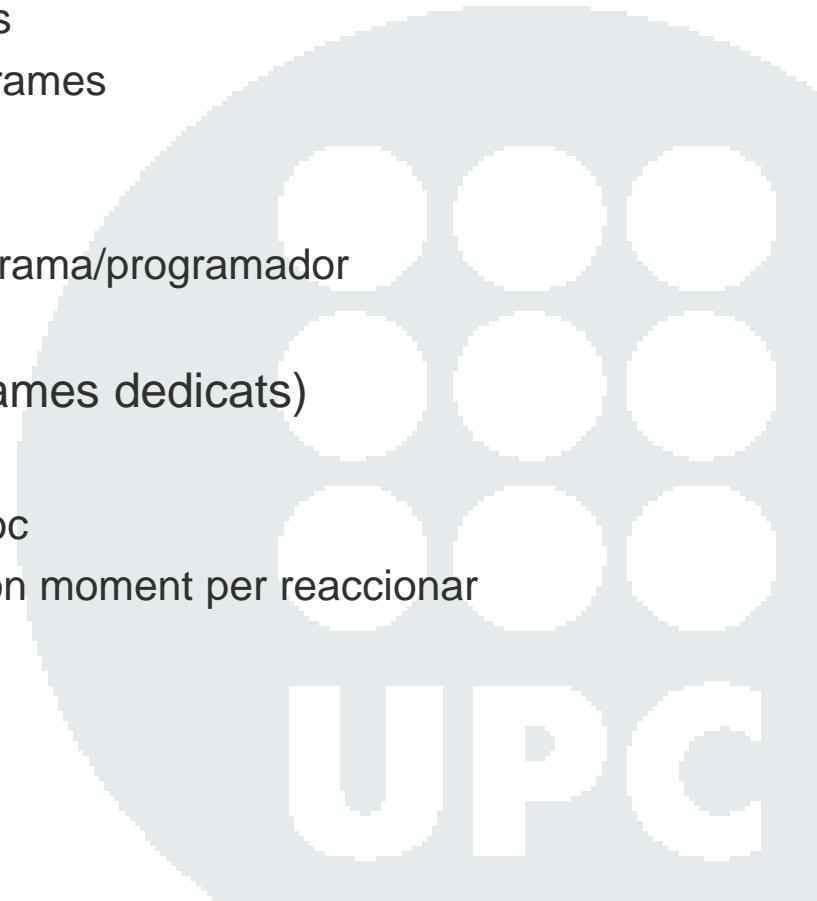 s
rames
rama/programador
ames dedicats)
oc
on moment per reaccionar
UPC